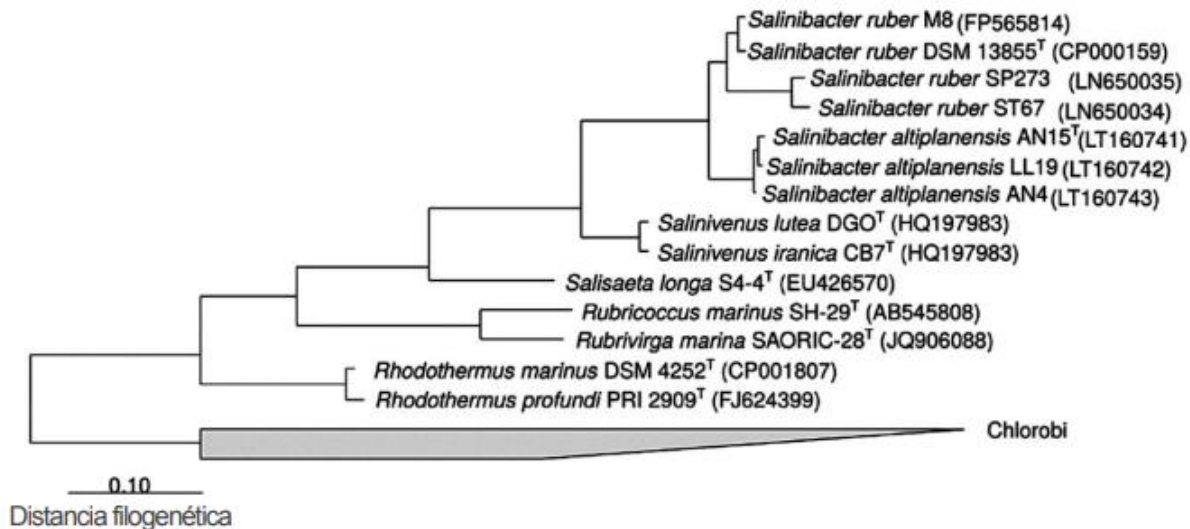 Salinibacter ruber M8 (FP565814)
Salinibacter ruber DSM 13855ᵀ (CP000159)
Salinibacter ruber SP273 (LN650035)
Salinibacter ruber ST67 (LN650034)
Salinibacter altiplanensis AN15ᵀ(LT160741)
Salinibacter altiplanensis LL19 (LT160742)
Salinibacter altiplanensis AN4(LT160743)
Salinivenus lutea DGOᵀ (HQ197983)
Salinivenus iranica CB7ᵀ (HQ197983)
Salisaeta longa S4-4ᵀ (EU426570)
Rubricoccus marinus SH-29ᵀ (AB545808)
Rubrivirga marina SAORIC-28ᵀ (JQ906088)
Rhodothermus marinus DSM 4252ᵀ (CP001807)
Rhodothermus profundi PRI 2909ᵀ (FJ624399)
Chlorobi
0.10
Distancia filogenética